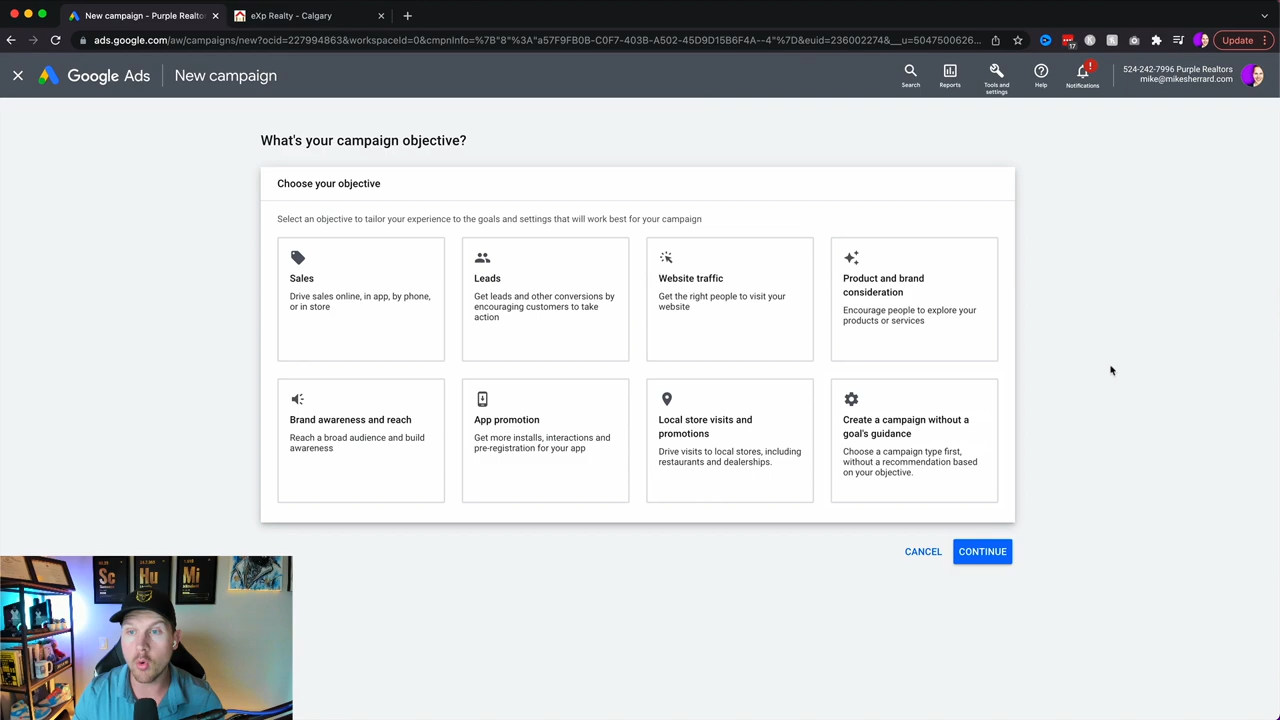 New campaign - Purple Realto
eXp Realty - Calgary
ads.google.com/aw/campaigns/new?ocid=227994863&workspaceId=0&cmpnInfo=%7B"8"%3A"a57F9FB0B-C0F7-403A-A502-45D9D15B6F4A--4"%7D&euid=236002274&__u=5047500626...
17
Update
Google Ads
New campaign
Search
Reports
Tools and settings
Help
Notifications
524-242-7996 Purple Realtors
mike@mikesherrard.com
What's your campaign objective?
Choose your objective
Select an objective to tailor your experience to the goals and settings that will work best for your campaign
Sales
Drive sales online, in app, by phone,
or in store
Leads
Get leads and other conversions by
encouraging customers to take
action
Website traffic
Get the right people to visit your
website
Product and brand
consideration
Encourage people to explore your
products or services
Brand awareness and reach
Reach a broad audience and build
awareness
App promotion
Get more installs, interactions and
pre-registration for your app
Local store visits and
promotions
Drive visits to local stores, including
restaurants and dealerships.
Create a campaign without a
goal's guidance
Choose a campaign type first,
without a recommendation based
on your objective.
CANCEL
CONTINUE
Sc
Hu
Mi